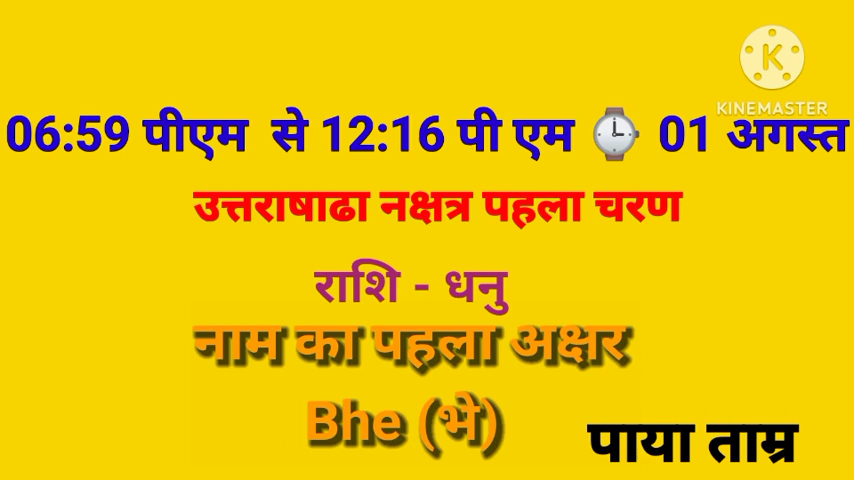 KINEMASTER
06:59 पीएम से 12:16 पी एम 01 अगस्त
उत्तराषाढा नक्षत्र पहला चरण
राशि - धनु
नाम का पहला अक्षर
Bhe (भे)
पाया ताम्र